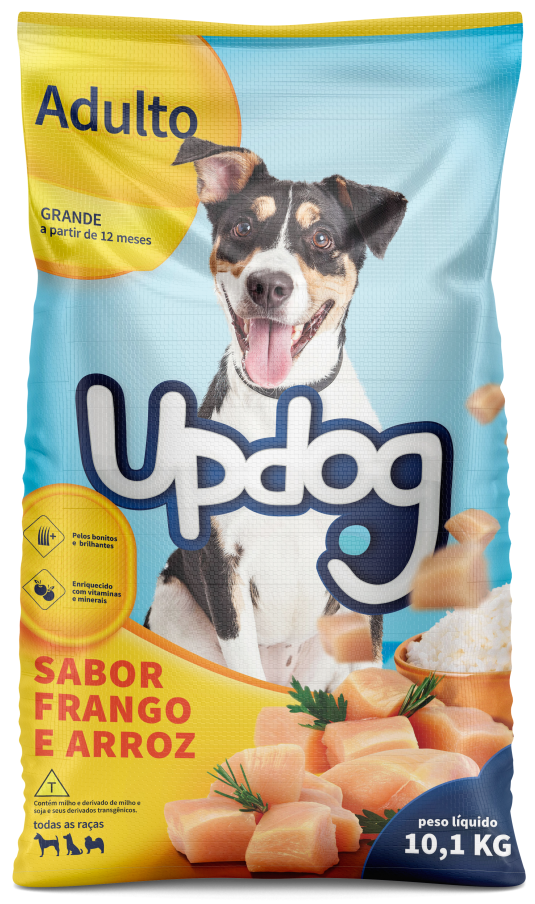 Adulto
GRANDE
a partir de 12 meses
Updog
Pelos bonitos
e brilhantes
Enriquecido
com vitaminas
e minerais
SABOR
FRANGO
E ARROZ
T
Contém milho e derivado de milho e
soja e seus derivados transgênicos.
todas as raças
peso líquido
10,1 KG